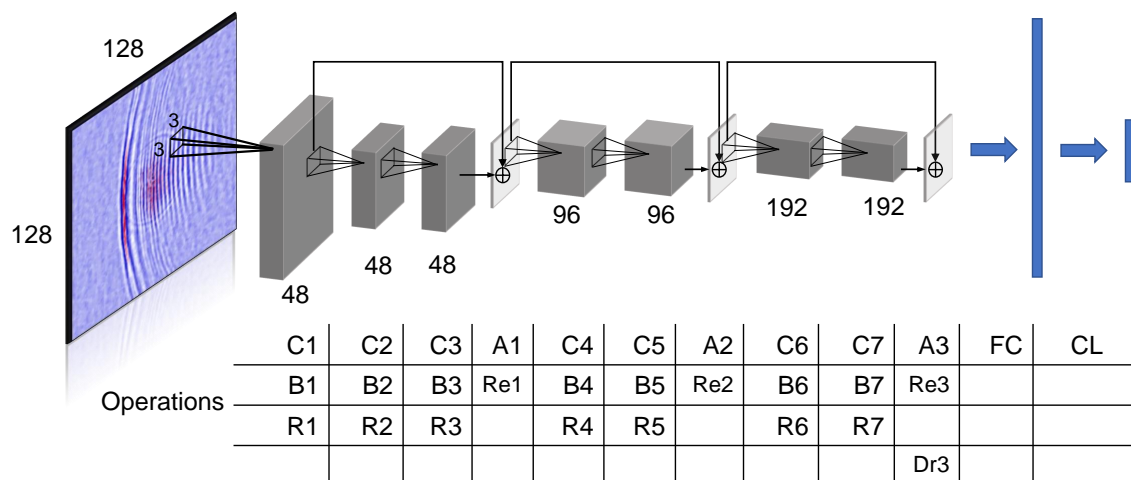 128
3
3
128
48
48
48
96
96
192
192
C1 C2 C3 A1 C4 C5 A2 C6 C7 A3 FC CL
Operations B1 B2 B3 Re1 B4 B5 Re2 B6 B7 Re3
R1 R2 R3 R4 R5 R6 R7
Dr3